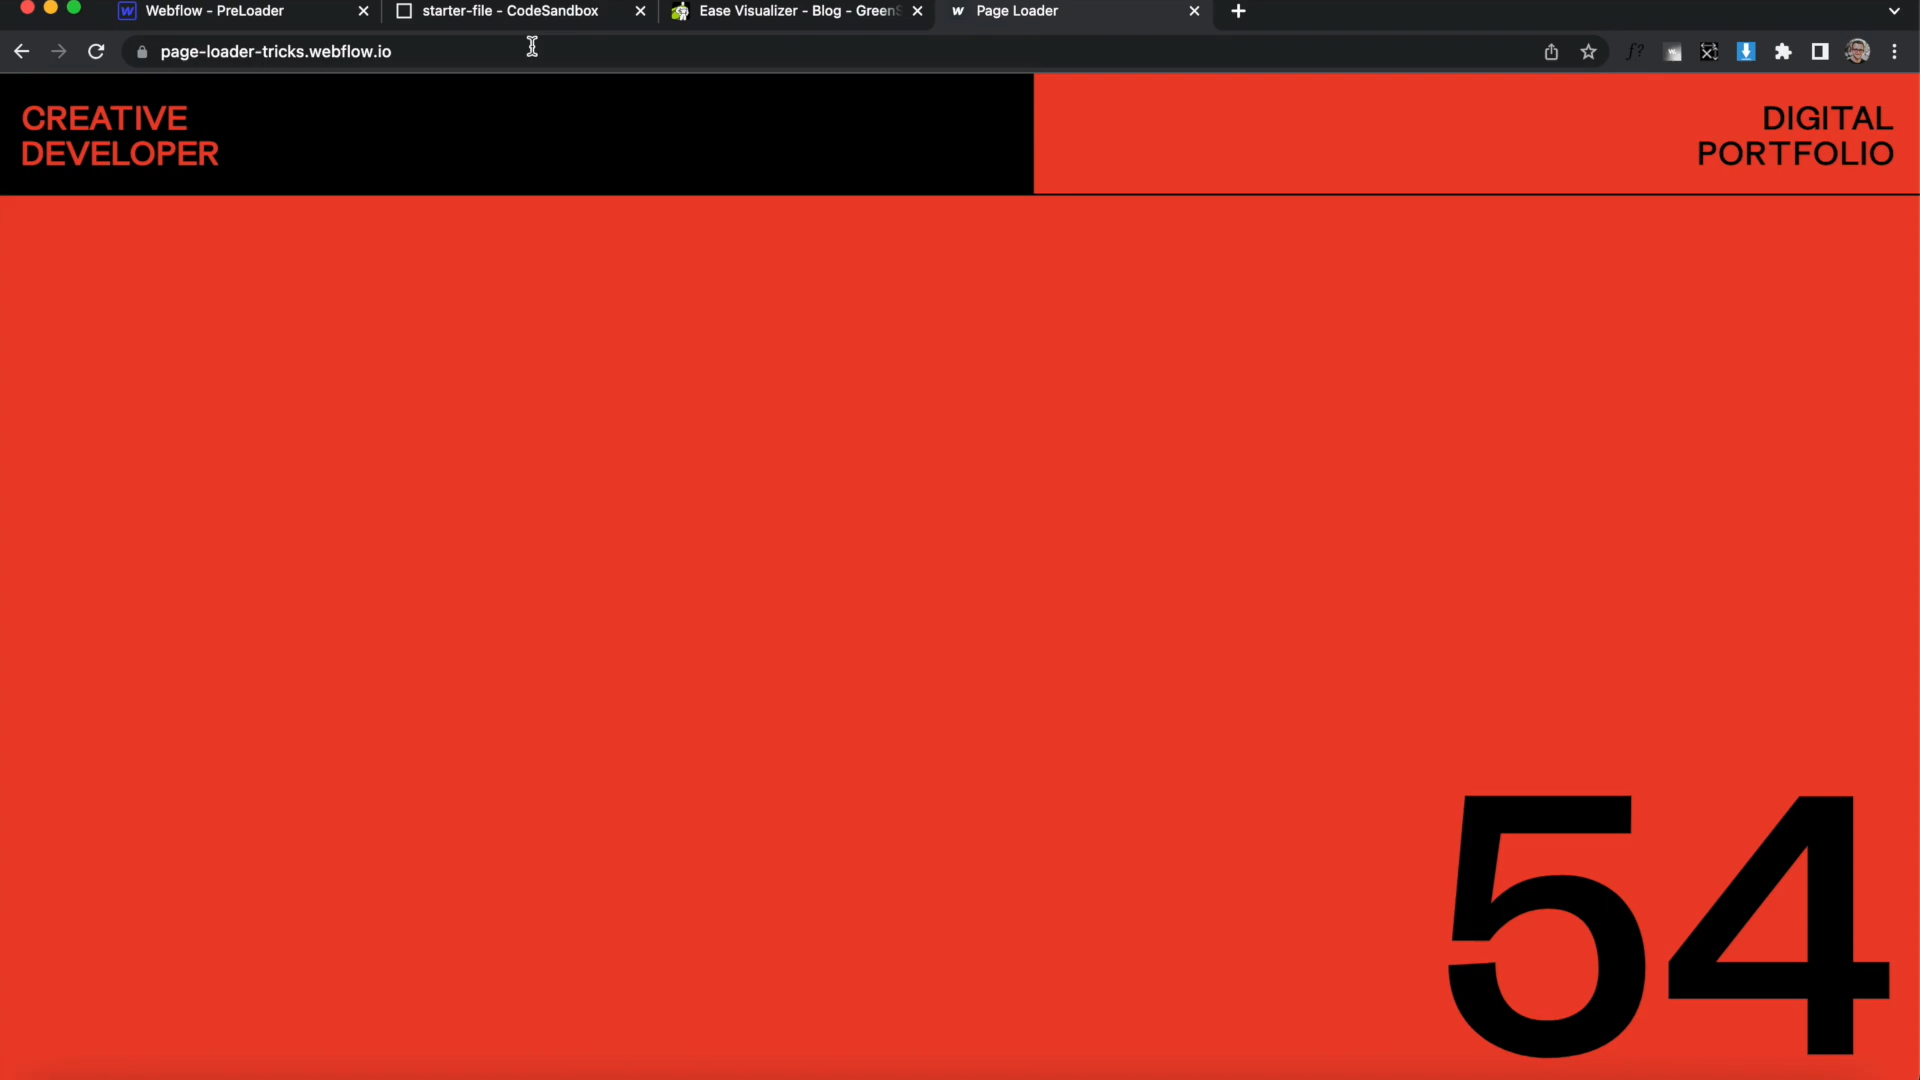 Webflow - PreLoader
starter-file - CodeSandbox
Ease Visualizer - Blog - GreenS
Page Loader
page-loader-tricks.webflow.io
CREATIVE
DEVELOPER
DIGITAL
PORTFOLIO
54